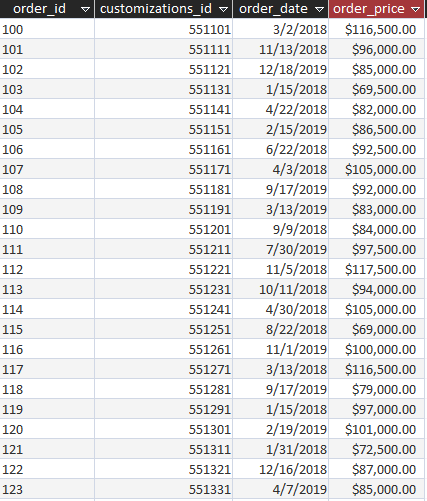 order_id customizations_id order_date order_price
100 551101 3/2/2018 $116,500.00
101 551111 11/13/2018 $96,000.00
102 551121 12/18/2019 $85,000.00
103 551131 1/15/2018 $69,500.00
104 551141 4/22/2018 $82,000.00
105 551151 2/15/2019 $86,500.00
106 551161 6/22/2018 $92,500.00
107 551171 4/3/2018 $105,000.00
108 551181 9/17/2019 $92,000.00
109 551191 3/13/2019 $83,000.00
110 551201 9/9/2018 $84,000.00
111 551211 7/30/2019 $97,500.00
112 551221 11/5/2018 $117,500.00
113 551231 10/11/2018 $94,000.00
114 551241 4/30/2018 $105,000.00
115 551251 8/22/2018 $69,000.00
116 551261 11/1/2019 $100,000.00
117 551271 3/13/2018 $116,500.00
118 551281 9/17/2019 $79,000.00
119 551291 1/15/2018 $97,000.00
120 551301 2/19/2019 $101,000.00
121 551311 1/31/2018 $72,500.00
122 551321 12/16/2018 $87,000.00
123 551331 4/7/2019 $85,000.00